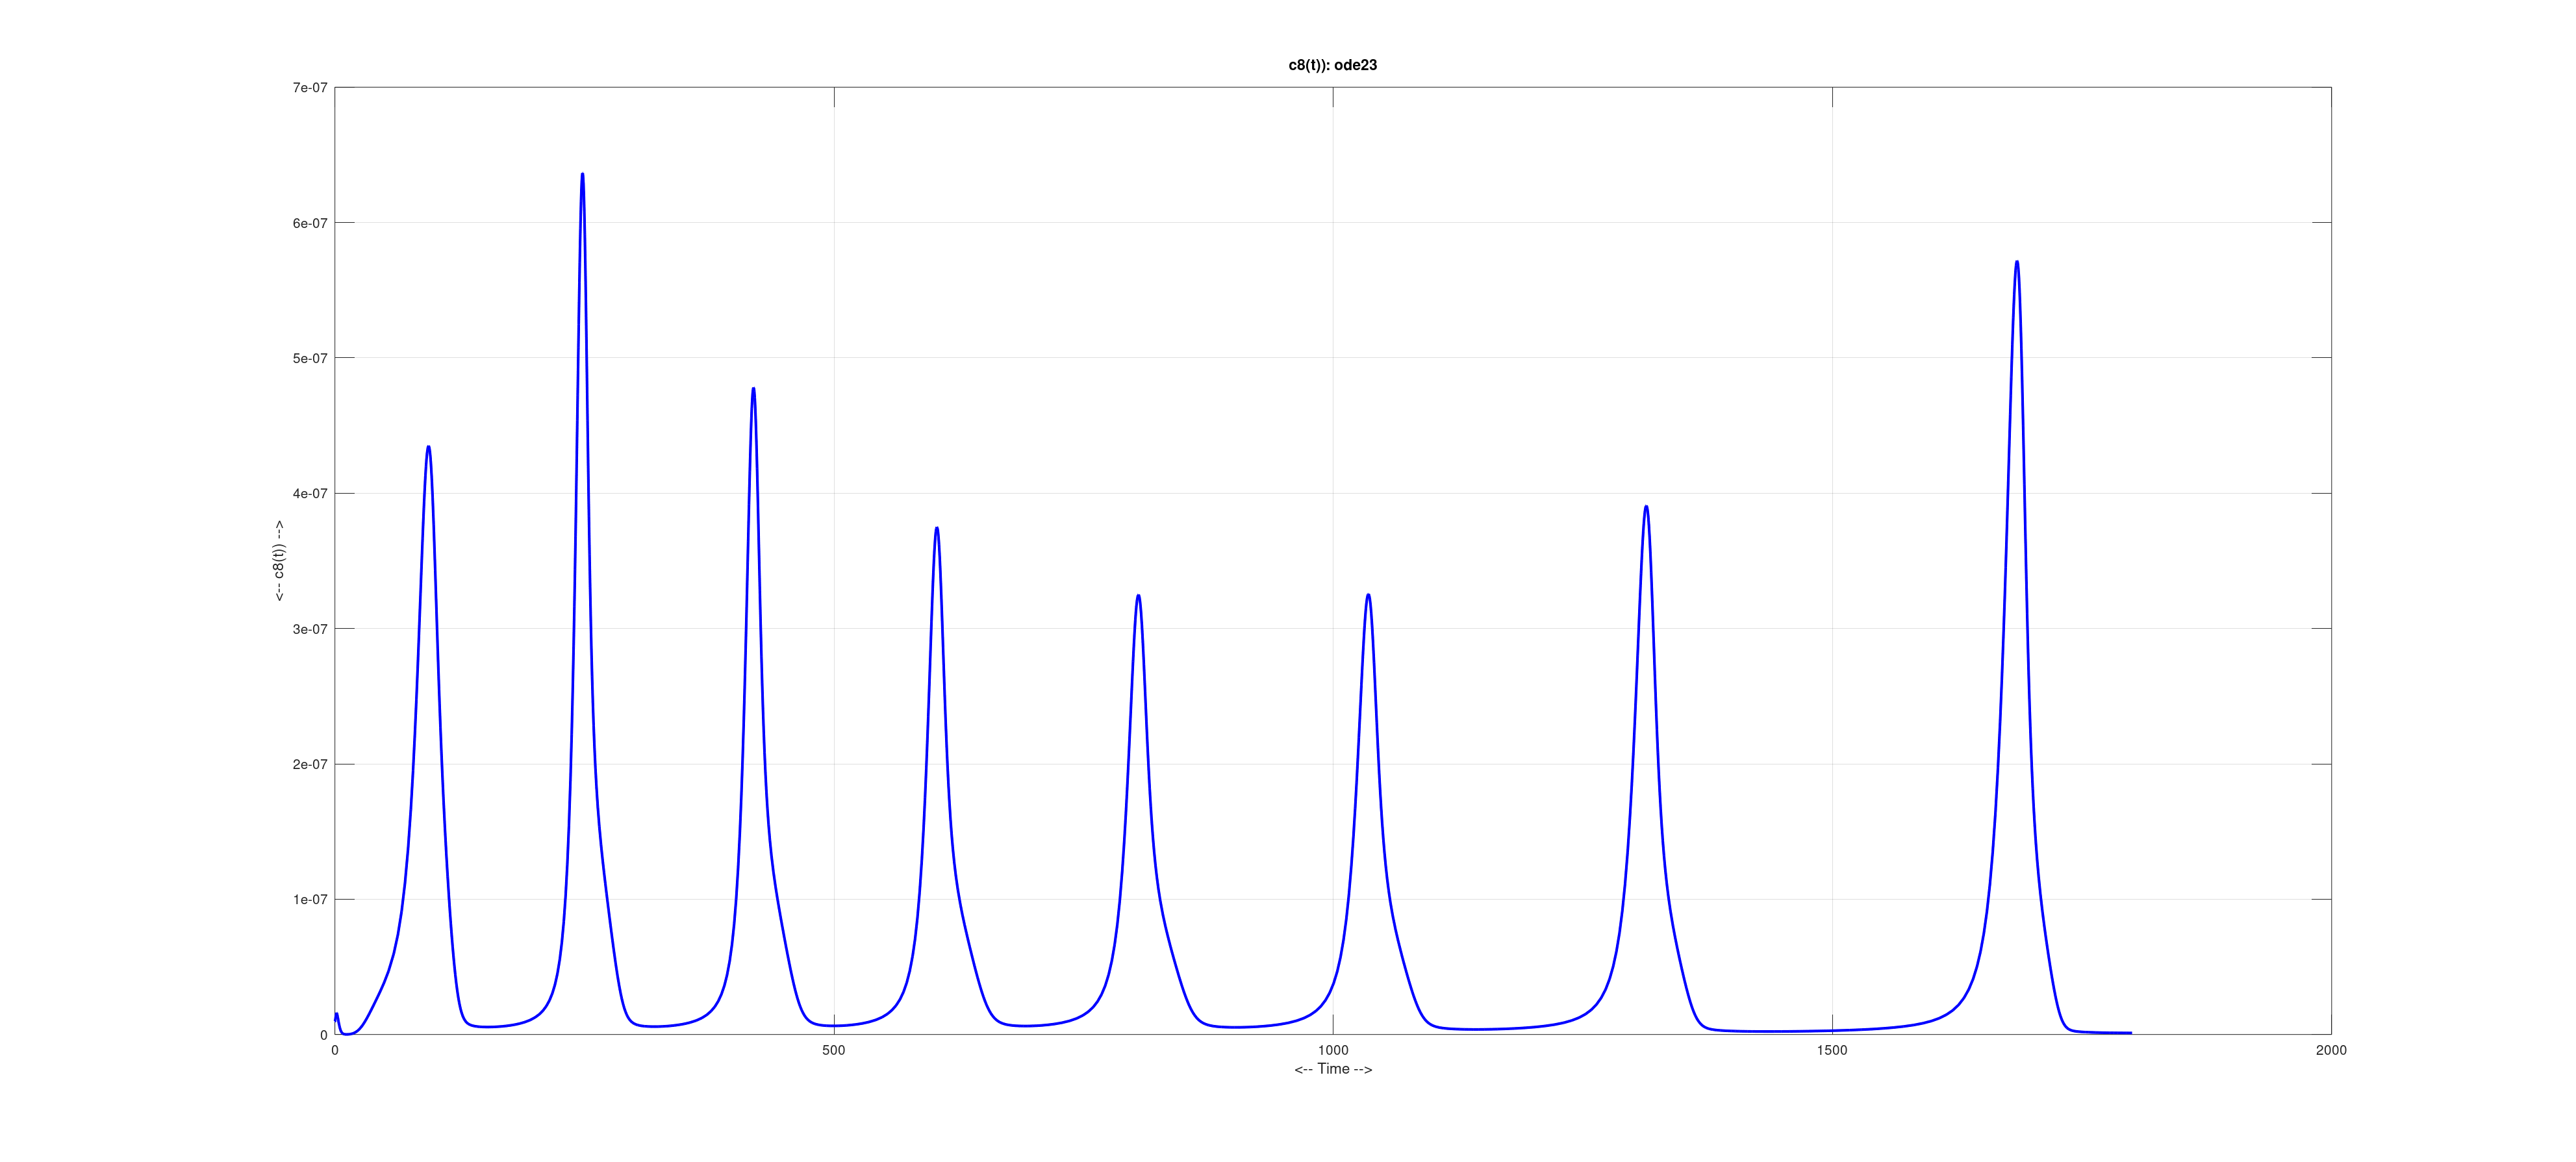 c8(t)): ode23
7e-07
6e-07
5e-07
4e-07
3e-07
2e-07
1e-07
0
<-- c8(t)) -->
0 500 1000 1500 2000
<-- Time -->